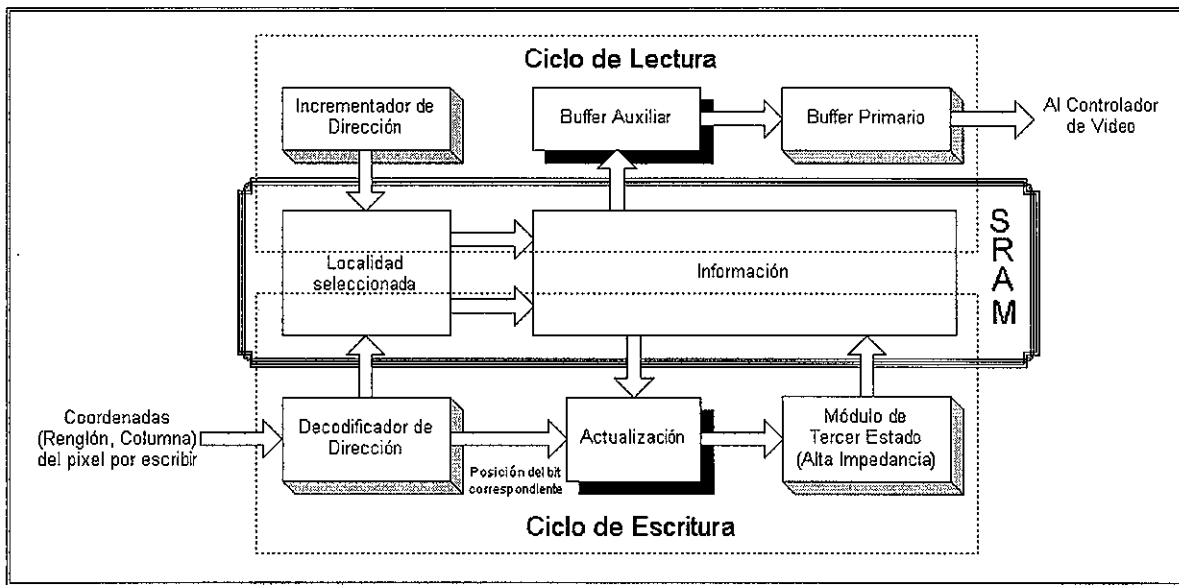 Ciclo de Lectura
Incrementador de
Dirección
Buffer Auxiliar
Buffer Primario
Al Controlador
de Video
Localidad
seleccionada
Información
SRAM
Coordenadas
(Renglón, Columna)
del pixel por escribir
Decodificador de
Dirección
Posición del bit
correspondiente
Actualización
Módulo de
Tercer Estado
(Alta Impedancia)
Ciclo de Escritura